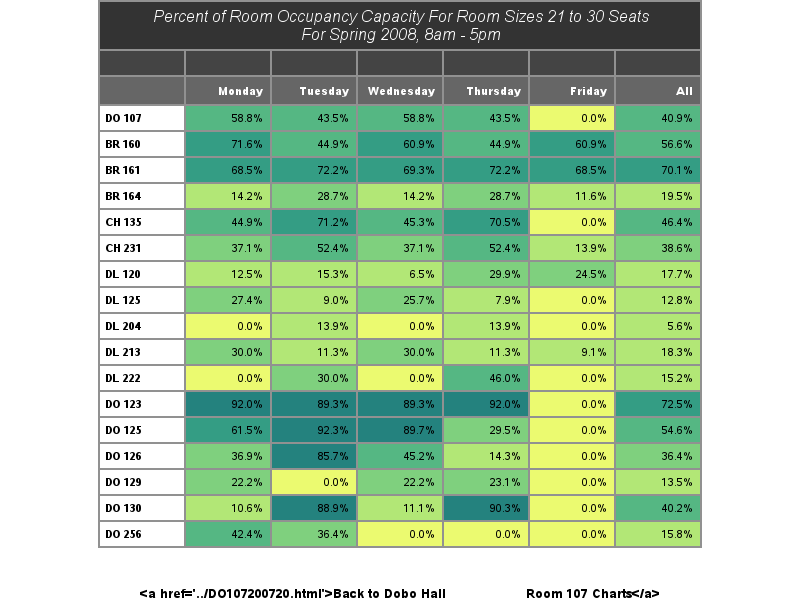 Percent of Room Occupancy Capacity For Room Sizes 21 to 30 Seats
For Spring 2008, 8am - 5pm
Monday Tuesday Wednesday Thursday Friday All
DO 107 58.8% 43.5% 58.8% 43.5% 0.0% 40.9%
BR 160 71.6% 44.9% 60.9% 44.9% 60.9% 56.6%
BR 161 68.5% 72.2% 69.3% 72.2% 68.5% 70.1%
BR 164 14.2% 28.7% 14.2% 28.7% 11.6% 19.5%
CH 135 44.9% 71.2% 45.3% 70.5% 0.0% 46.4%
CH 231 37.1% 52.4% 37.1% 52.4% 13.9% 38.6%
DL 120 12.5% 15.3% 6.5% 29.9% 24.5% 17.7%
DL 125 27.4% 9.0% 25.7% 7.9% 0.0% 12.8%
DL 204 0.0% 13.9% 0.0% 13.9% 0.0% 5.6%
DL 213 30.0% 11.3% 30.0% 11.3% 9.1% 18.3%
DL 222 0.0% 30.0% 0.0% 46.0% 0.0% 15.2%
DO 123 92.0% 89.3% 89.3% 92.0% 0.0% 72.5%
DO 125 61.5% 92.3% 89.7% 29.5% 0.0% 54.6%
DO 126 36.9% 85.7% 45.2% 14.3% 0.0% 36.4%
DO 129 22.2% 0.0% 22.2% 23.1% 0.0% 13.5%
DO 130 10.6% 88.9% 11.1% 90.3% 0.0% 40.2%
DO 256 42.4% 36.4% 0.0% 0.0% 0.0% 15.8%
<a href='../DO107200720.html'>Back to Dobo Hall Room 107 Charts</a>